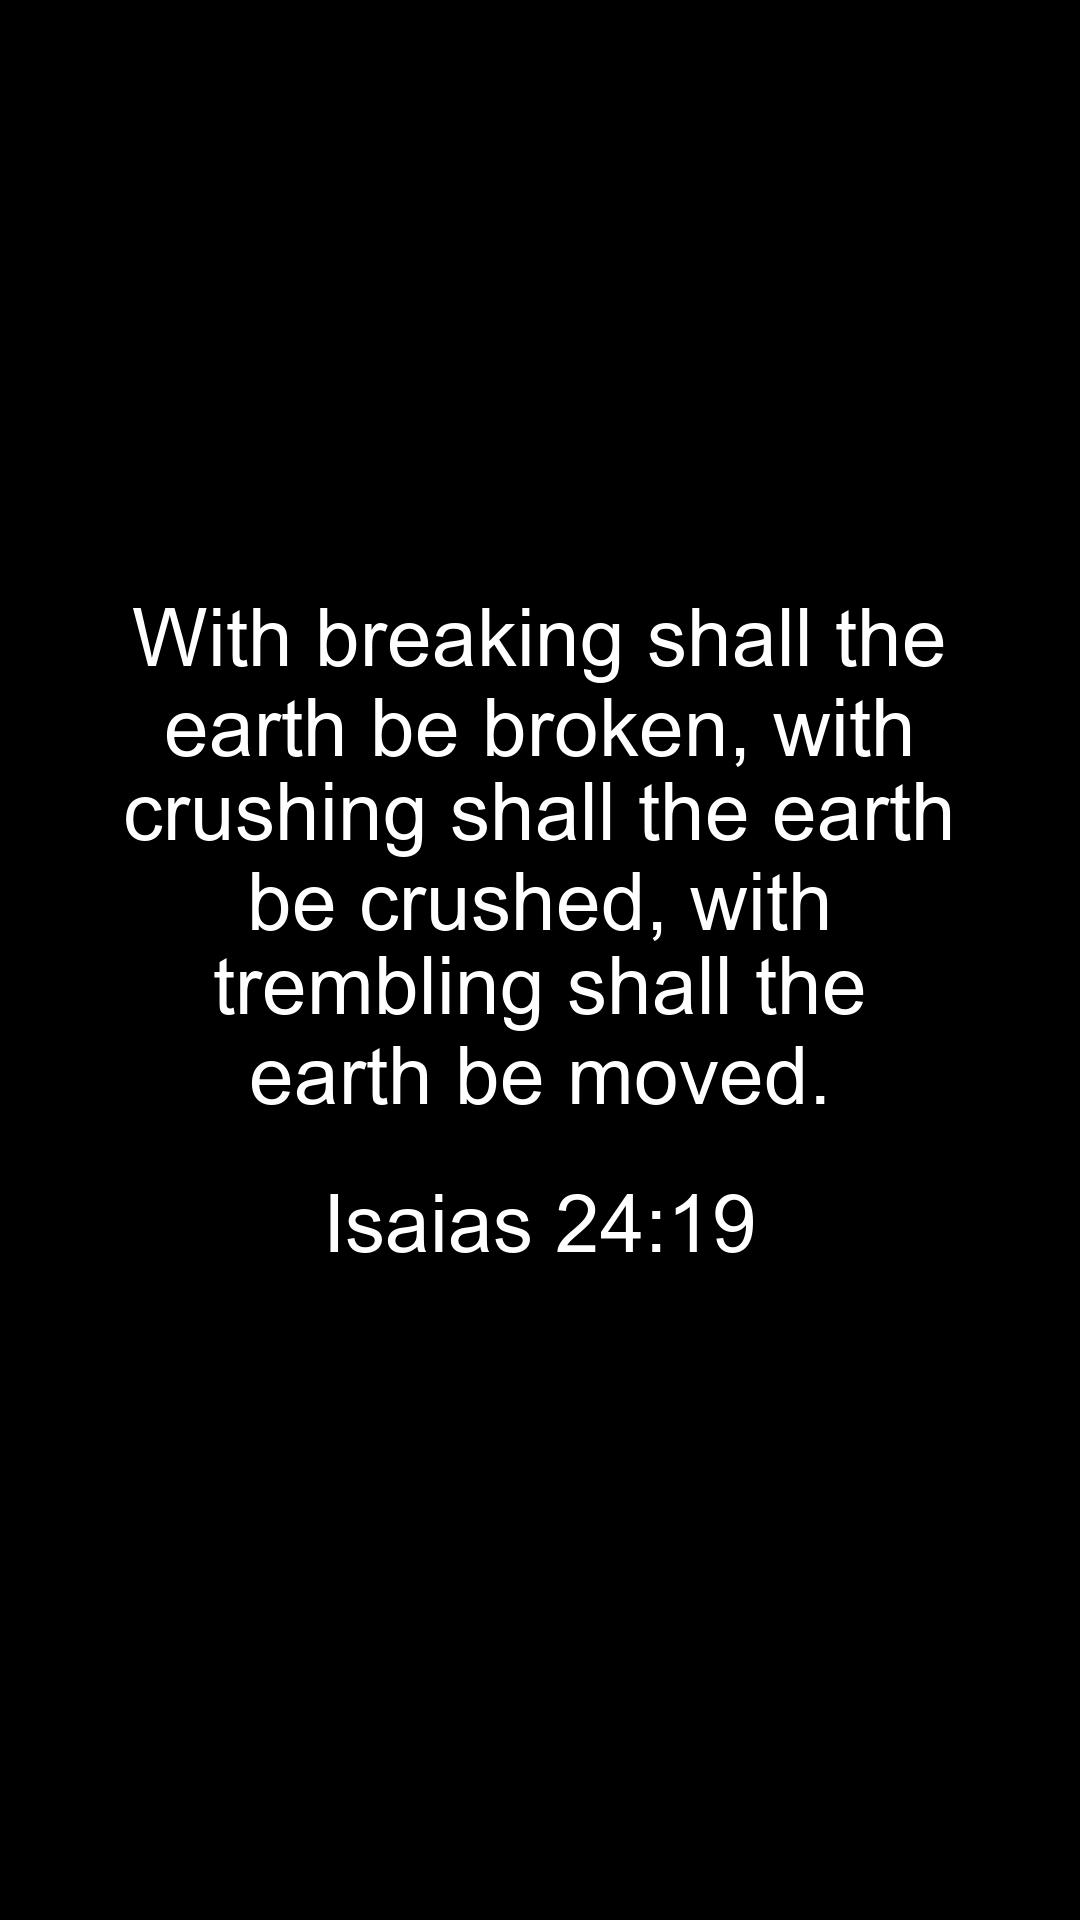 With breaking shall the
earth be broken, with
crushing shall the earth
be crushed, with
trembling shall the
earth be moved.
Isaias 24:19